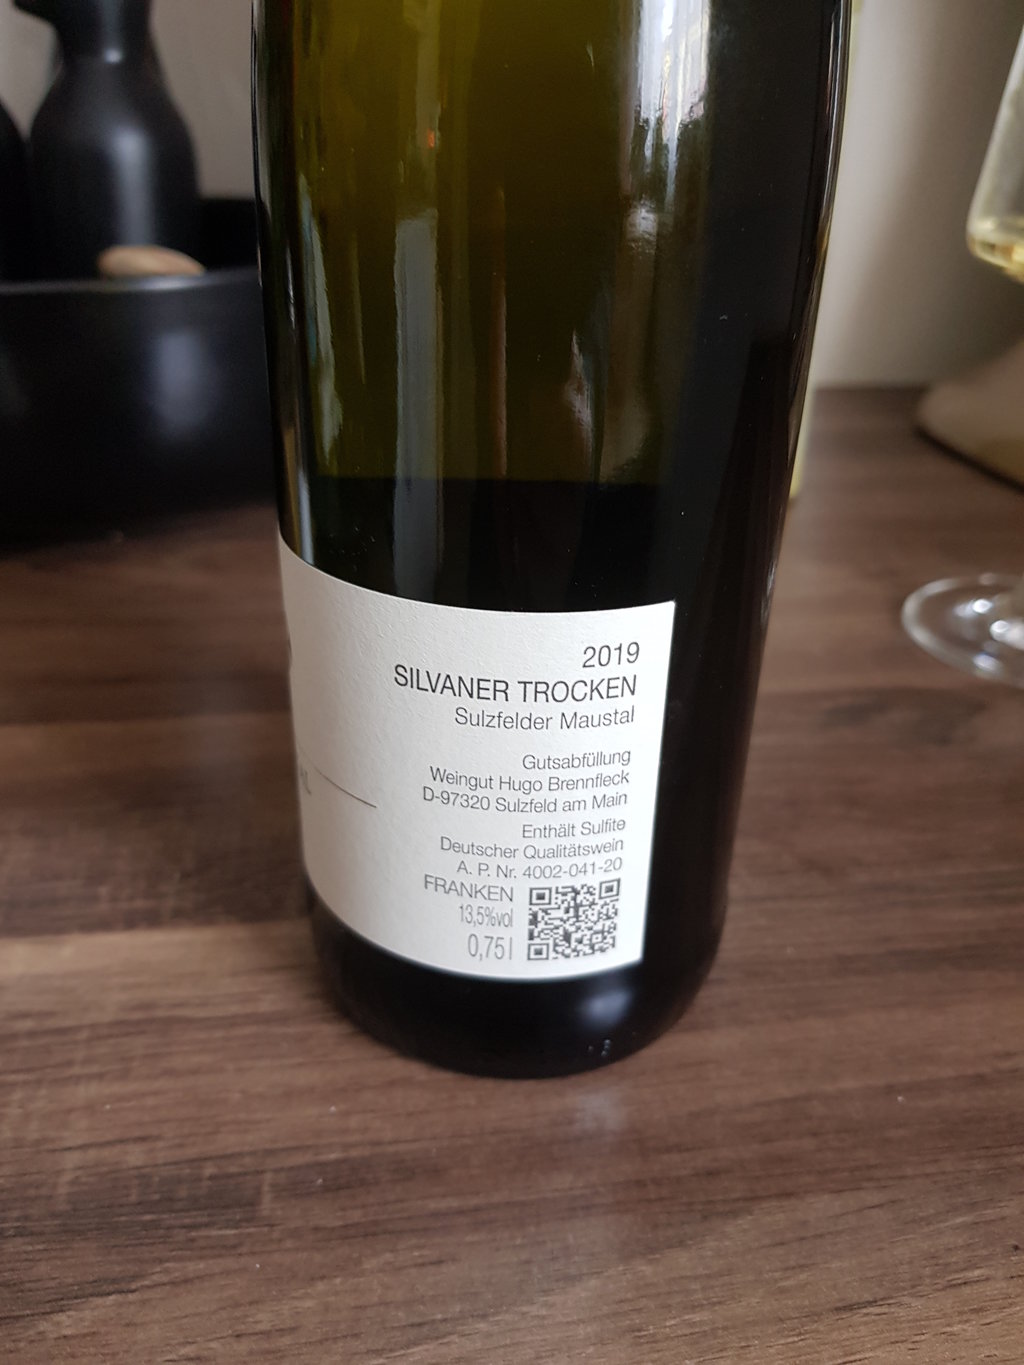 2019
SILVANER TROCKEN
Sulzfelder Maustal
Gutsabfüllung
Weingut Hugo Brennfleck
D-97320 Sulzfeld am Main
Enthält Sulfite
Deutscher Qualitätswein
A. P. Nr. 4002-041-20
FRANKEN
13,5%vol
0,75 l